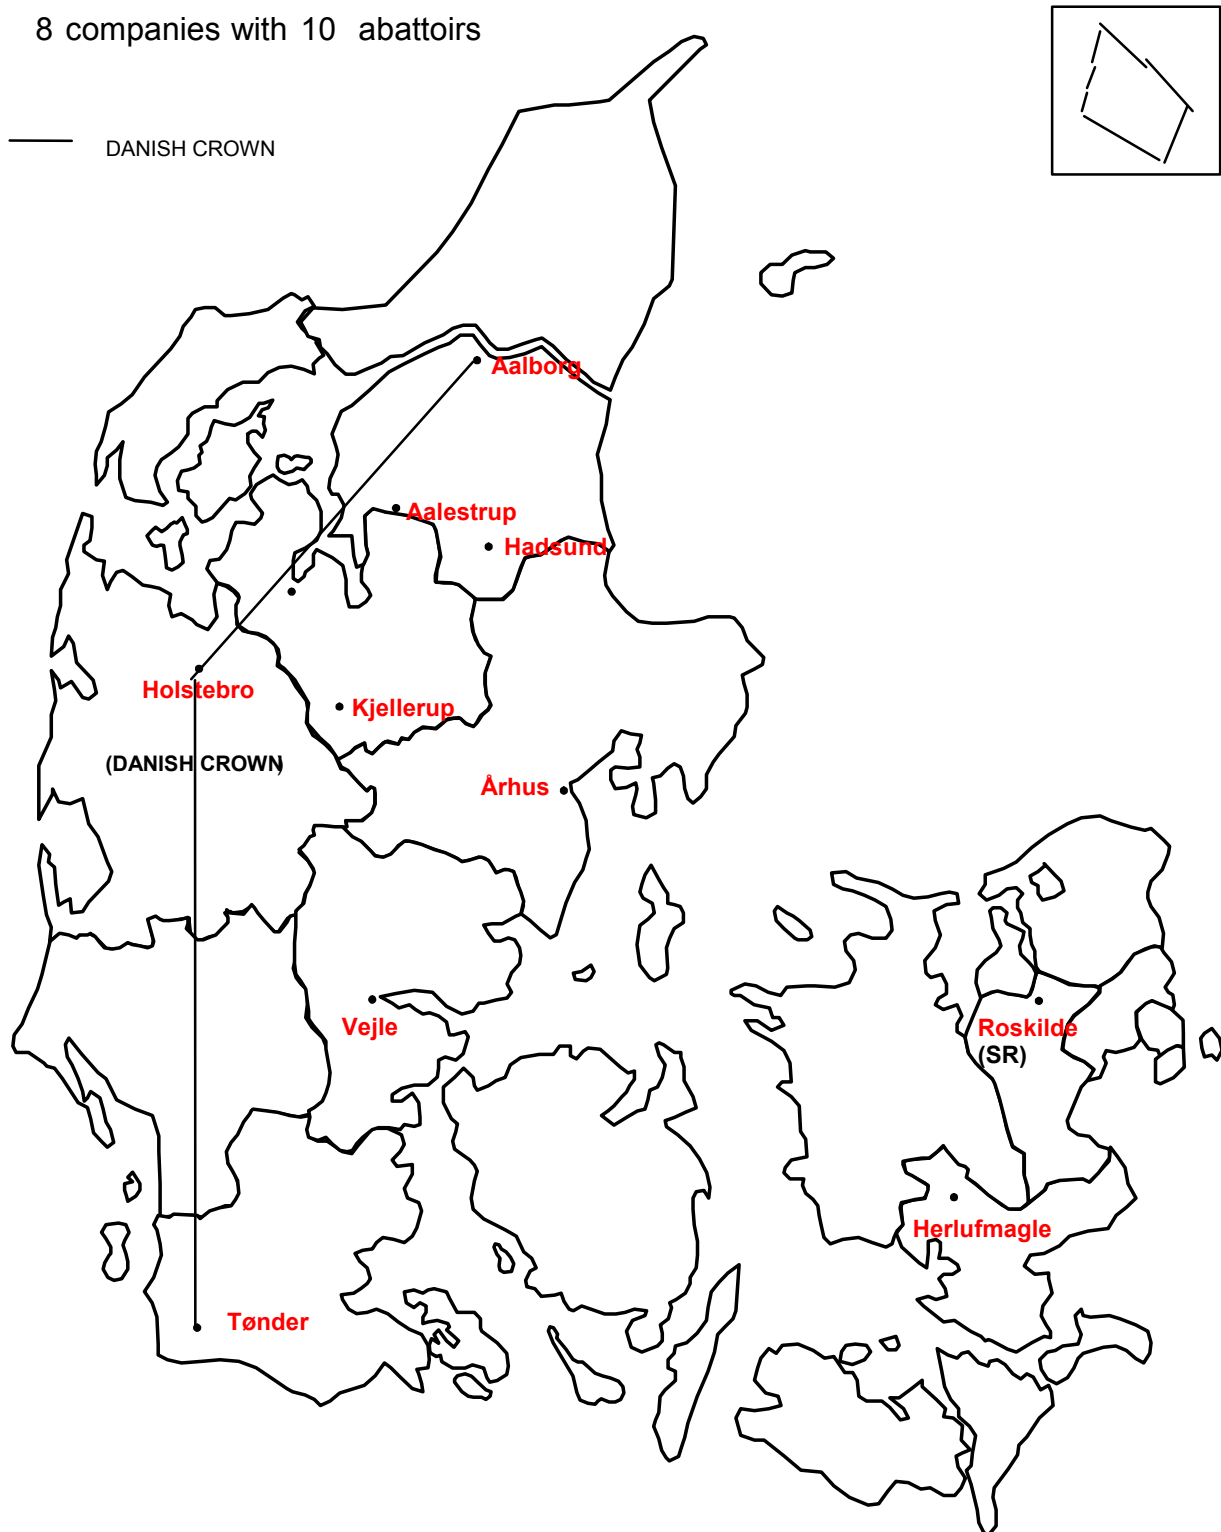 8 companies with 10 abattoirs
DANISH CROWN
Aalborg
Aalestrup
Hadsund
Holstebro
Kjellerup
(DANISH CROWN)
Århus
Vejle
Roskilde
(SR)
Herlufmagle
Tønder